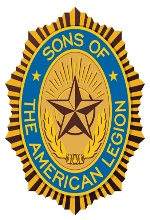 SONS OF
THE AMERICAN LEGION